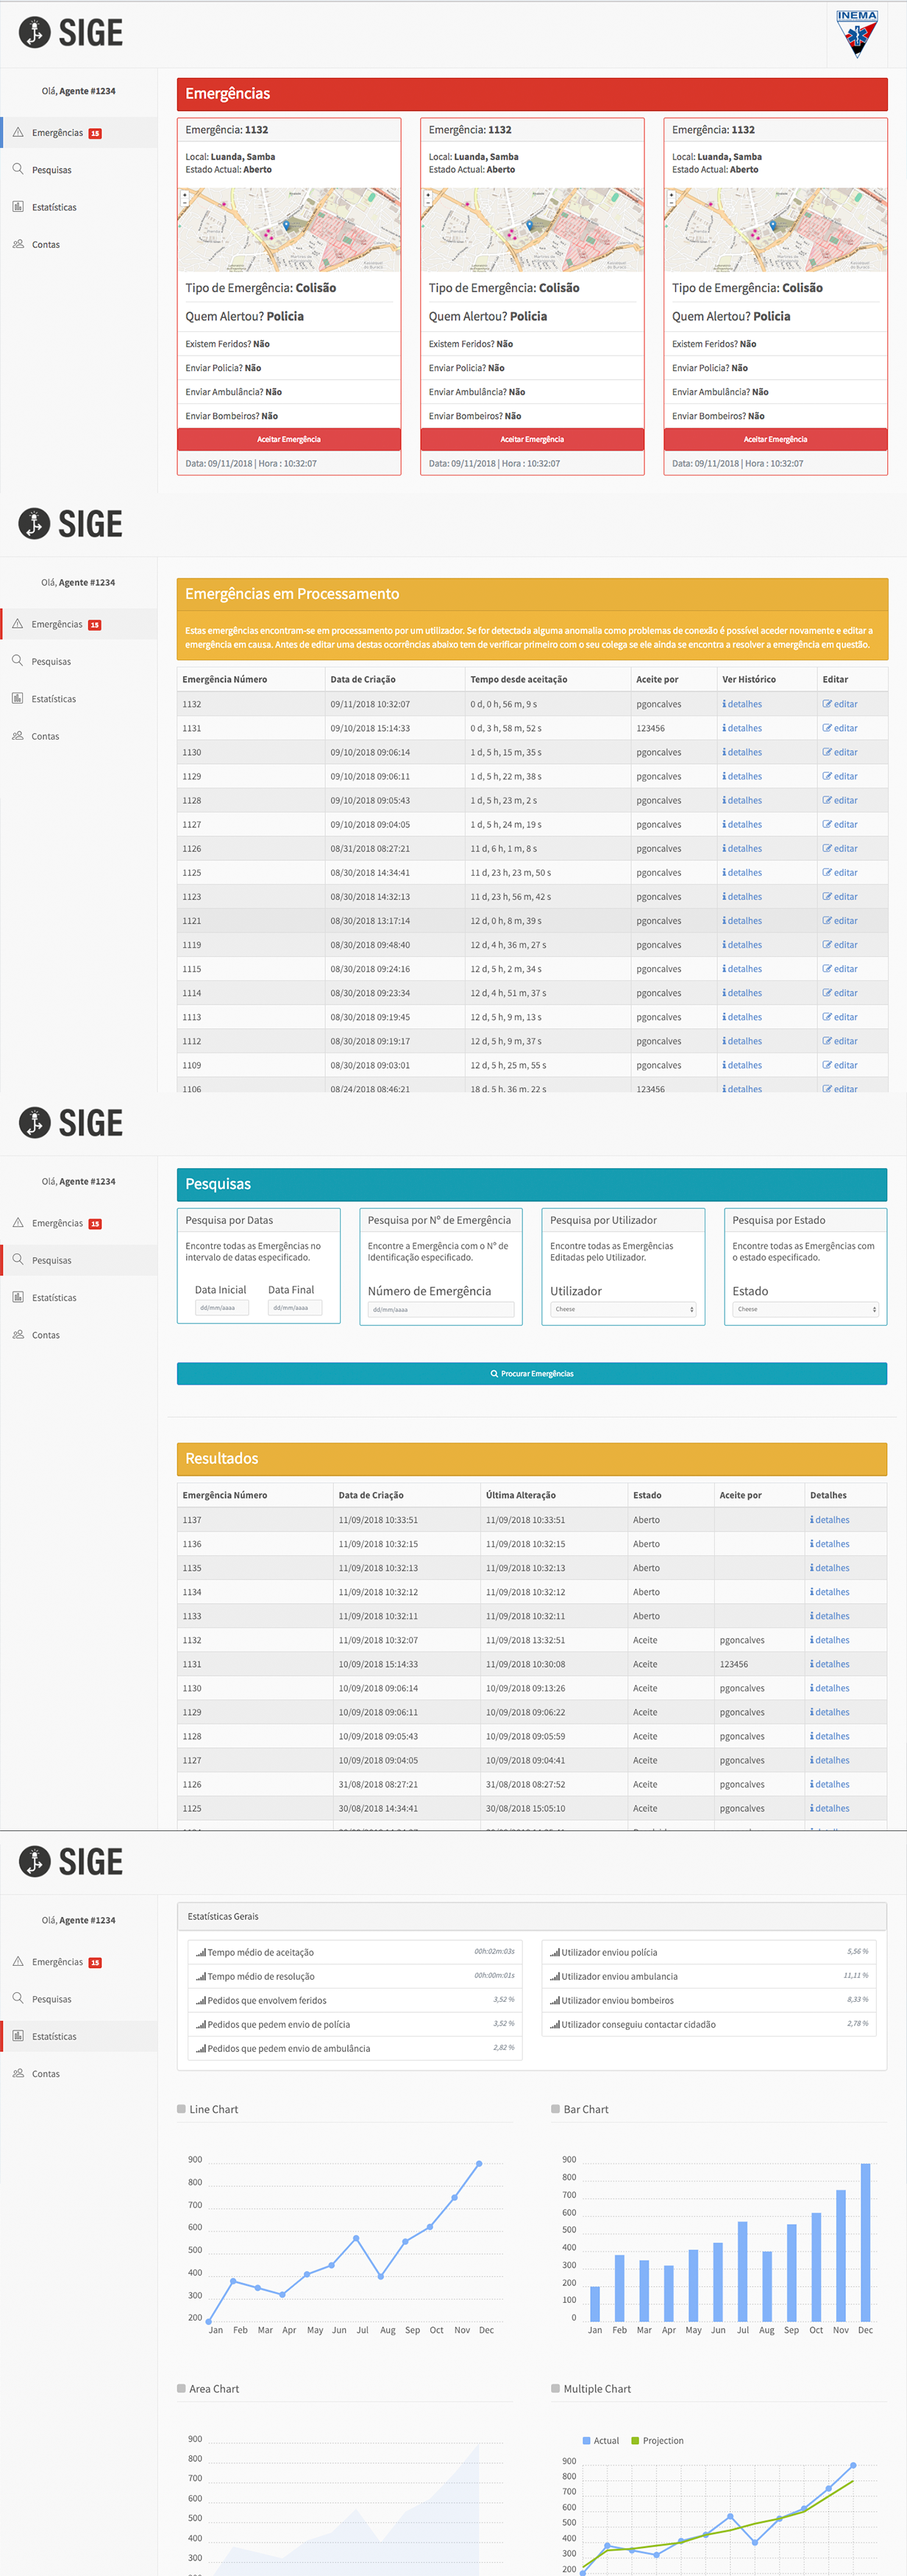 SIGE
INEMA
Olá, Agente #1234
Emergências 15
Pesquisas
Estatísticas
Contas
Emergências
Emergência: 1132
Local: Luanda, Samba
Estado Actual: Aberto
Tipo de Emergência: Colisão
Quem Alertou? Policia
Existem Feridos? Não
Enviar Policia? Não
Enviar Ambulância? Não
Enviar Bombeiros? Não
Aceitar Emergência
Data: 09/11/2018 | Hora : 10:32:07
Emergência: 1132
Local: Luanda, Samba
Estado Actual: Aberto
Tipo de Emergência: Colisão
Quem Alertou? Policia
Existem Feridos? Não
Enviar Policia? Não
Enviar Ambulância? Não
Enviar Bombeiros? Não
Aceitar Emergência
Data: 09/11/2018 | Hora : 10:32:07
Emergência: 1132
Local: Luanda, Samba
Estado Actual: Aberto
Tipo de Emergência: Colisão
Quem Alertou? Policia
Existem Feridos? Não
Enviar Policia? Não
Enviar Ambulância? Não
Enviar Bombeiros? Não
Aceitar Emergência
Data: 09/11/2018 | Hora : 10:32:07
SIGE
Olá, Agente #1234
Emergências 15
Pesquisas
Estatísticas
Contas
Emergências em Processamento
Estas emergências encontram-se em processamento por um utilizador. Se for detectada alguma anomalia como problemas de conexão é possível aceder novamente e editar a
emergência em causa. Antes de editar uma destas ocorrências abaixo tem de verificar primeiro com o seu colega se ele ainda se encontra a resolver a emergência em questão.
Emergência Número Data de Criação Tempo desde aceitação Aceite por Ver Histórico Editar
1132 09/11/2018 10:32:07 0 d, 0 h, 56 m, 9 s pgoncalves detalhes editar
1131 09/10/2018 15:14:33 0 d, 3 h, 58 m, 52 s 123456 detalhes editar
1130 09/10/2018 09:06:14 1 d, 5 h, 15 m, 35 s pgoncalves detalhes editar
1129 09/10/2018 09:06:11 1 d, 5 h, 22 m, 38 s pgoncalves detalhes editar
1128 09/10/2018 09:05:43 1 d, 5 h, 23 m, 2 s pgoncalves detalhes editar
1127 09/10/2018 09:04:05 1 d, 5 h, 24 m, 19 s pgoncalves detalhes editar
1126 08/31/2018 08:27:21 11 d, 6 h, 1 m, 8 s pgoncalves detalhes editar
1125 08/30/2018 14:34:41 11 d, 23 h, 23 m, 50 s pgoncalves detalhes editar
1123 08/30/2018 14:32:13 11 d, 23 h, 56 m, 42 s pgoncalves detalhes editar
1121 08/30/2018 13:17:14 12 d, 0 h, 8 m, 39 s pgoncalves detalhes editar
1119 08/30/2018 09:48:40 12 d, 4 h, 36 m, 27 s pgoncalves detalhes editar
1115 08/30/2018 09:24:16 12 d, 5 h, 2 m, 34 s pgoncalves detalhes editar
1114 08/30/2018 09:23:34 12 d, 4 h, 51 m, 37 s pgoncalves detalhes editar
1113 08/30/2018 09:19:45 12 d, 5 h, 9 m, 13 s pgoncalves detalhes editar
1112 08/30/2018 09:19:17 12 d, 5 h, 9 m, 37 s pgoncalves detalhes editar
1109 08/30/2018 09:03:01 12 d, 5 h, 25 m, 55 s pgoncalves detalhes editar
1106 08/24/2018 08:46:21 18 d, 5 h, 36 m, 22 s 123456 detalhes editar
SIGE
Olá, Agente #1234
Emergências 15
Pesquisas
Estatísticas
Contas
Pesquisas
Pesquisa por Datas
Encontre todas as Emergências no
intervalo de datas especificado.
Data Inicial Data Final
dd/mm/aaaa dd/mm/aaaa
Pesquisa por Nº de Emergência
Encontre a Emergência com o Nº de
Identificação especificado.
Número de Emergência
dd/mm/aaaa
Pesquisa por Utilizador
Encontre todas as Emergências
Editadas pelo Utilizador.
Utilizador
Cheese
Pesquisa por Estado
Encontre todas as Emergências com
o estado especificado.
Estado
Cheese
Procurar Emergências
Resultados
Emergência Número Data de Criação Última Alteração Estado Aceite por Detalhes
1137 11/09/2018 10:33:51 11/09/2018 10:33:51 Aberto detalhes
1136 11/09/2018 10:32:15 11/09/2018 10:32:15 Aberto detalhes
1135 11/09/2018 10:32:13 11/09/2018 10:32:13 Aberto detalhes
1134 11/09/2018 10:32:12 11/09/2018 10:32:12 Aberto detalhes
1133 11/09/2018 10:32:11 11/09/2018 10:32:11 Aberto detalhes
1132 11/09/2018 10:32:07 11/09/2018 13:32:51 Aceite pgoncalves detalhes
1131 10/09/2018 15:14:33 11/09/2018 10:30:08 Aceite 123456 detalhes
1130 10/09/2018 09:06:14 10/09/2018 09:13:26 Aceite pgoncalves detalhes
1129 10/09/2018 09:06:11 10/09/2018 09:06:22 Aceite pgoncalves detalhes
1128 10/09/2018 09:05:43 10/09/2018 09:05:59 Aceite pgoncalves detalhes
1127 10/09/2018 09:04:05 10/09/2018 09:04:41 Aceite pgoncalves detalhes
1126 31/08/2018 08:27:21 31/08/2018 08:27:52 Aceite pgoncalves detalhes
1125 30/08/2018 14:34:41 30/08/2018 15:05:10 Aceite pgoncalves detalhes
SIGE
Olá, Agente #1234
Emergências 15
Pesquisas
Estatísticas
Contas
Estatísticas Gerais
Tempo médio de aceitação 00h:02m:03s
Tempo médio de resolução 00h:00m:01s
Pedidos que envolvem feridos 3,52 %
Pedidos que pedem envio de polícia 3,52 %
Pedidos que pedem envio de ambulância 2,82 %
Utilizador enviou polícia 5,56 %
Utilizador enviou ambulancia 11,11 %
Utilizador enviou bombeiros 8,33 %
Utilizador conseguiu contactar cidadão 2,78 %
Line Chart
900
800
700
600
500
400
300
200
Jan Feb Mar Apr May Jun Jul Aug Sep Oct Nov Dec
Bar Chart
900
800
700
600
500
400
300
200
100
0
Jan Feb Mar Apr May Jun Jul Aug Sep Oct Nov Dec
Area Chart
900
800
700
600
500
400
300
Multiple Chart
Actual Projection
900
800
700
600
500
400
300
200